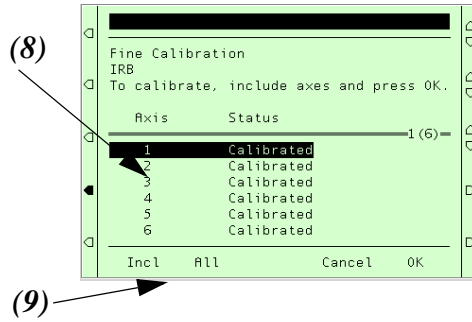 (8)
Fine Calibration
IRB
To calibrate, include axes and press OK.
Axis Status
1(6)
1 Calibrated
2 Calibrated
3 Calibrated
4 Calibrated
5 Calibrated
6 Calibrated
Incl All Cancel OK
(9)